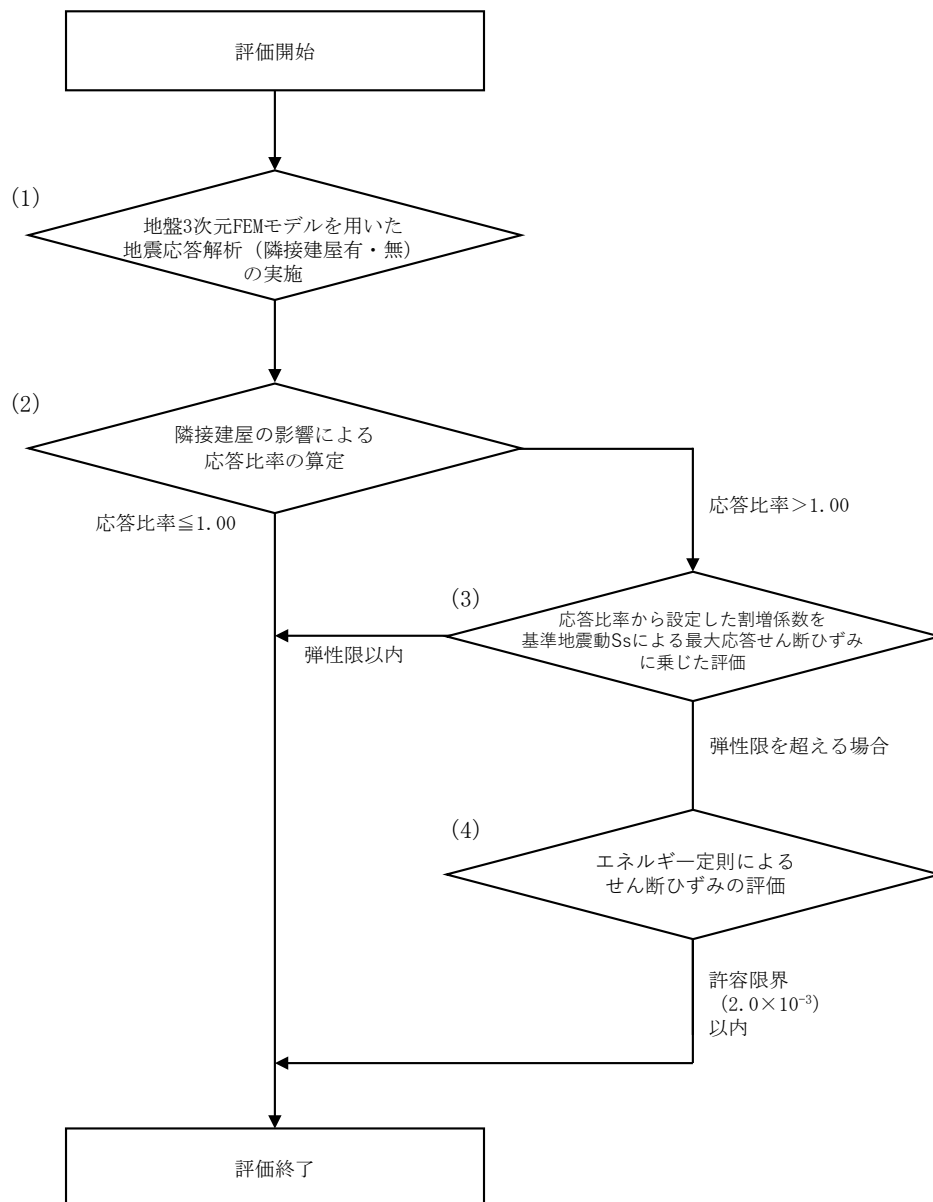 評価開始
(1)
地盤3次元FEMモデルを用いた
地震応答解析（隣接建屋有・無）
の実施
(2)
隣接建屋の影響による
応答比率の算定
応答比率≦1.00
応答比率＞1.00
(3)
応答比率から設定した割増係数を
基準地震動Ssによる最大応答せん断ひずみ
に乗じた評価
弾性限以内
弾性限を超える場合
(4)
エネルギー定則による
せん断ひずみの評価
許容限界
（2.0×10⁻³）
以内
評価終了